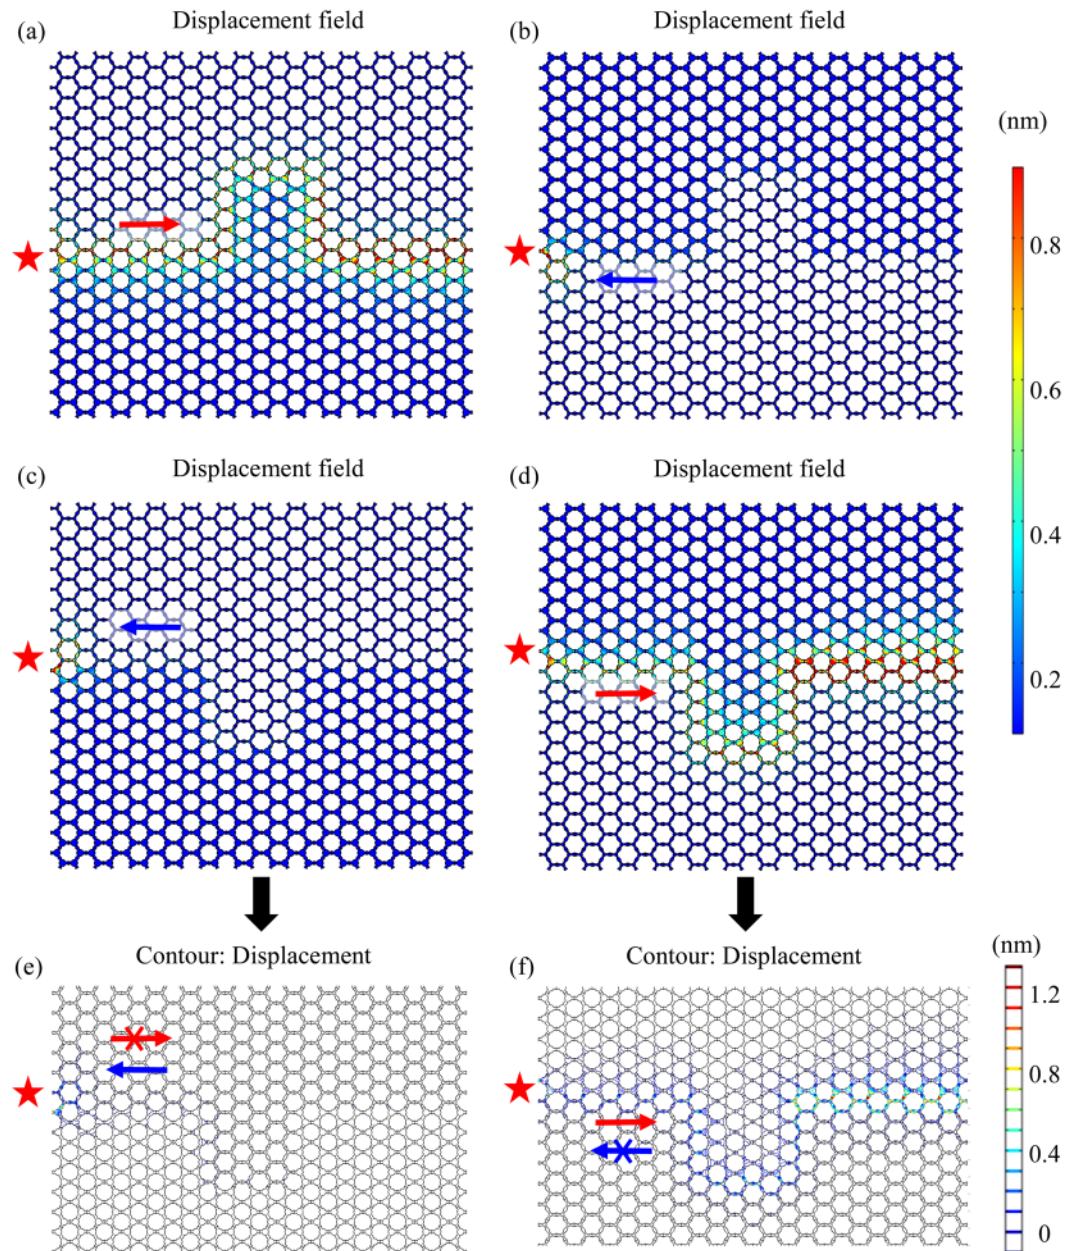 (a)
Displacement field
(b)
Displacement field
(nm)
0.8
0.6
0.4
0.2
(c)
Displacement field
(d)
Displacement field
(e)
Contour: Displacement
(f)
Contour: Displacement
(nm)
1.2
0.8
0.4
0